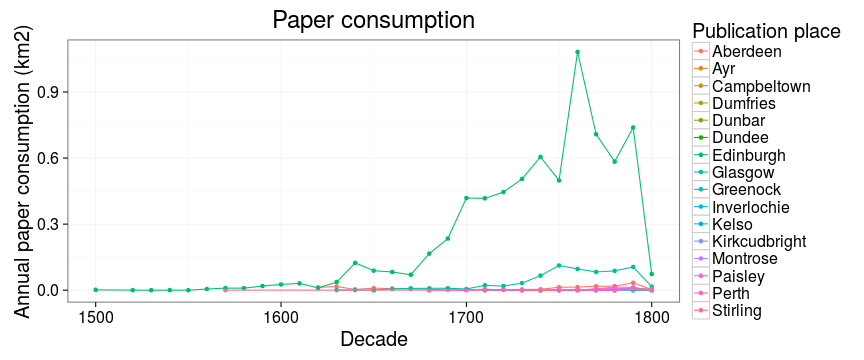 Paper consumption
Annual paper consumption (km2)
0.9
0.6
0.3
0.0
1500
1600
1700
1800
Decade
Publication place
Aberdeen
Ayr
Campbeltown
Dumfries
Dunbar
Dundee
Edinburgh
Glasgow
Greenock
Inverlochie
Kelso
Kirkcudbright
Montrose
Paisley
Perth
Stirling